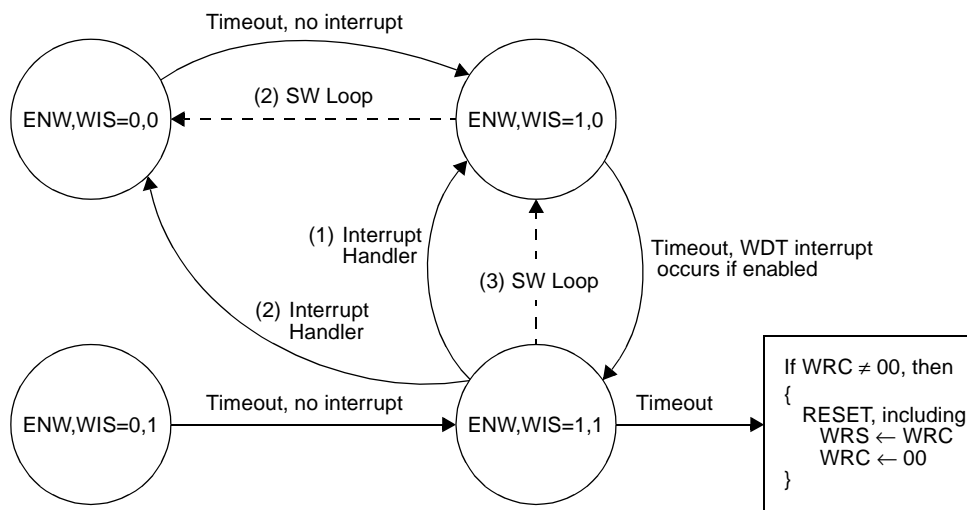 Timeout, no interrupt
ENW,WIS=0,0
(2) SW Loop
ENW,WIS=1,0
(1) Interrupt
Handler
Timeout, WDT interrupt
occurs if enabled
(3) SW Loop
(2) Interrupt
Handler
ENW,WIS=0,1
Timeout, no interrupt
ENW,WIS=1,1
Timeout
If WRC ≠ 00, then
{
RESET, including
WRS ← WRC
WRC ← 00
}